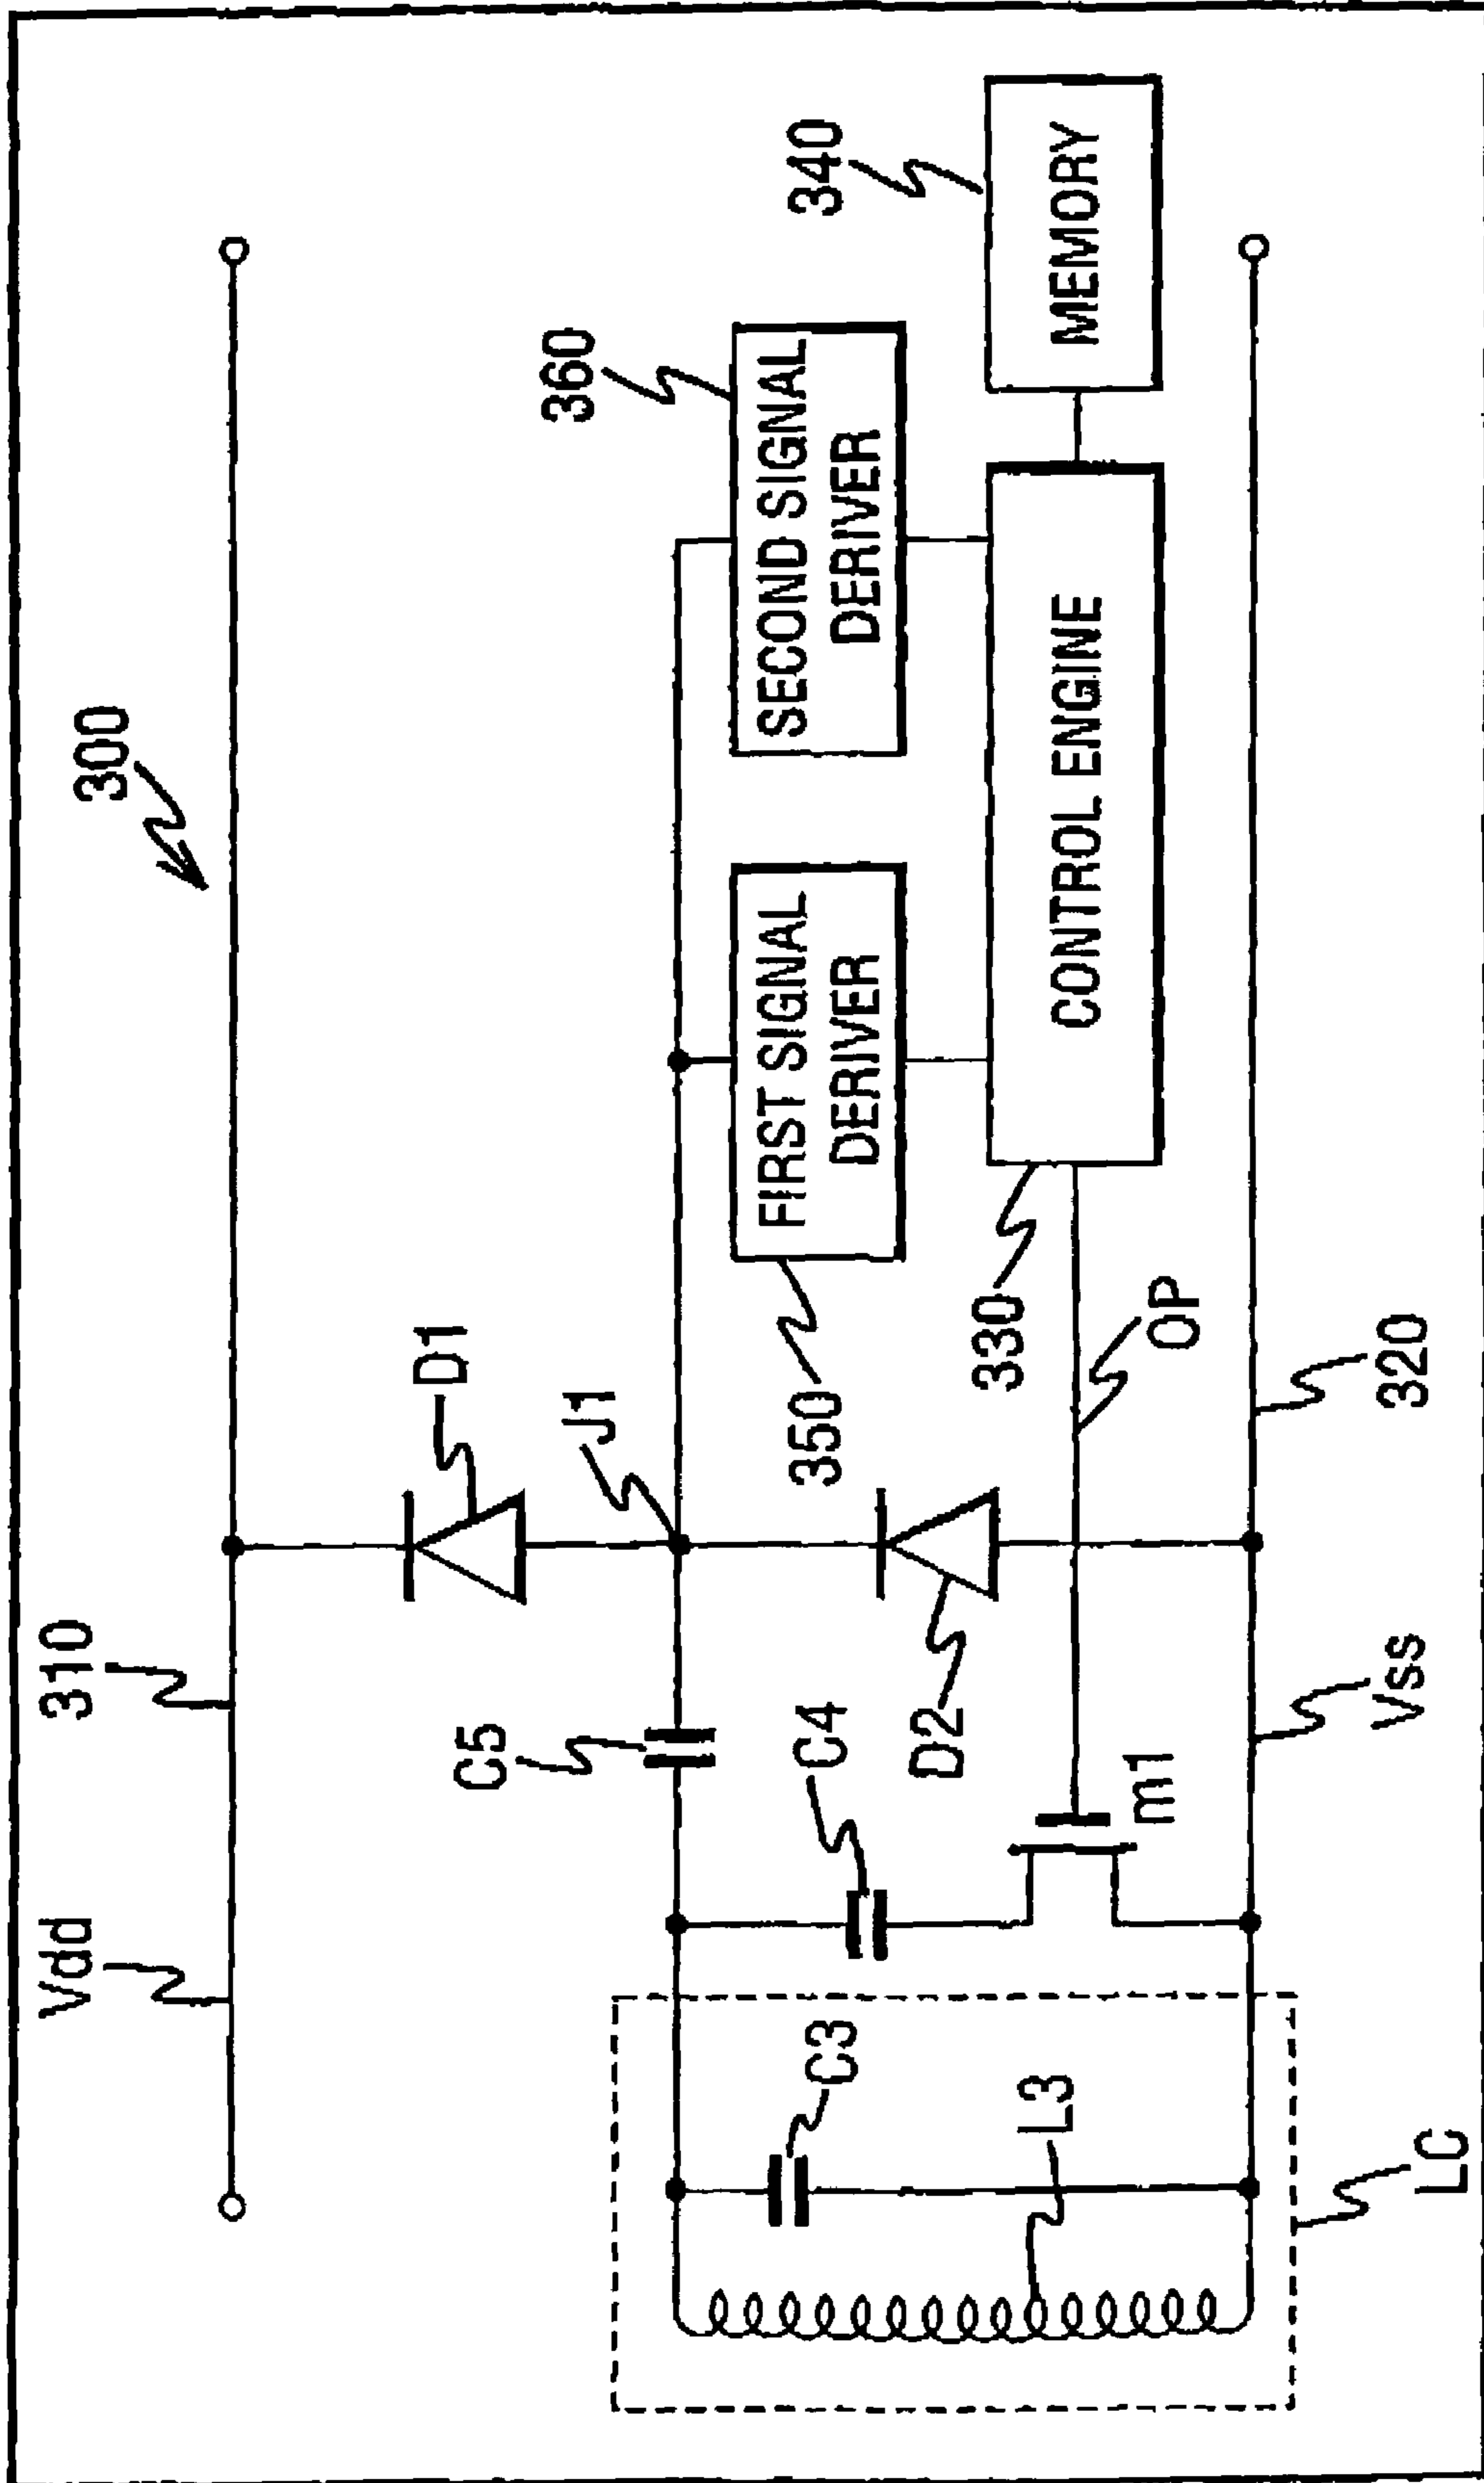 300
Vdd
310
D1
J1
C5
360
340
C4
350
FIRST SIGNAL
DERIVER
SECOND SIGNAL
DERIVER
C3
D2
330
CONTROL ENGINE
MEMORY
L3
m1
OP
LC
Vss
320